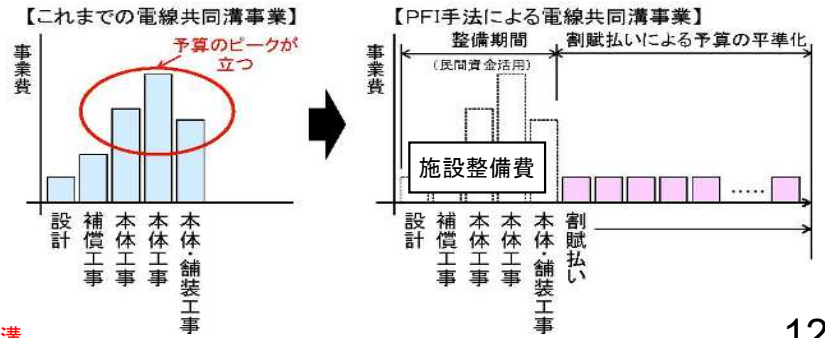 【これまでの電線共同溝事業】
予算のピークが
立つ
事業費
設計
補償工事
本体工事
本体工事
本体・舗装工事
【PFI手法による電線共同溝事業】
整備期間
(民間資金活用)
割賦払いによる予算の平準化
事業費
施設整備費
.....
設計
補償工事
本体工事
本体工事
本体・舗装工事
割賦払い
溝
12